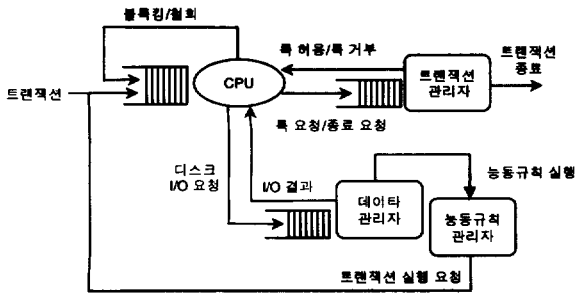 블록킹/철회
트랜잭션
CPU
록 허용/록 거부
트랜잭션
관리자
트랜잭션
종료
록 요청/종료 요청
디스크
I/O 요청
I/O 결과
데이타
관리자
능동규칙 실행
능동규칙
관리자
트랜잭션 실행 요청